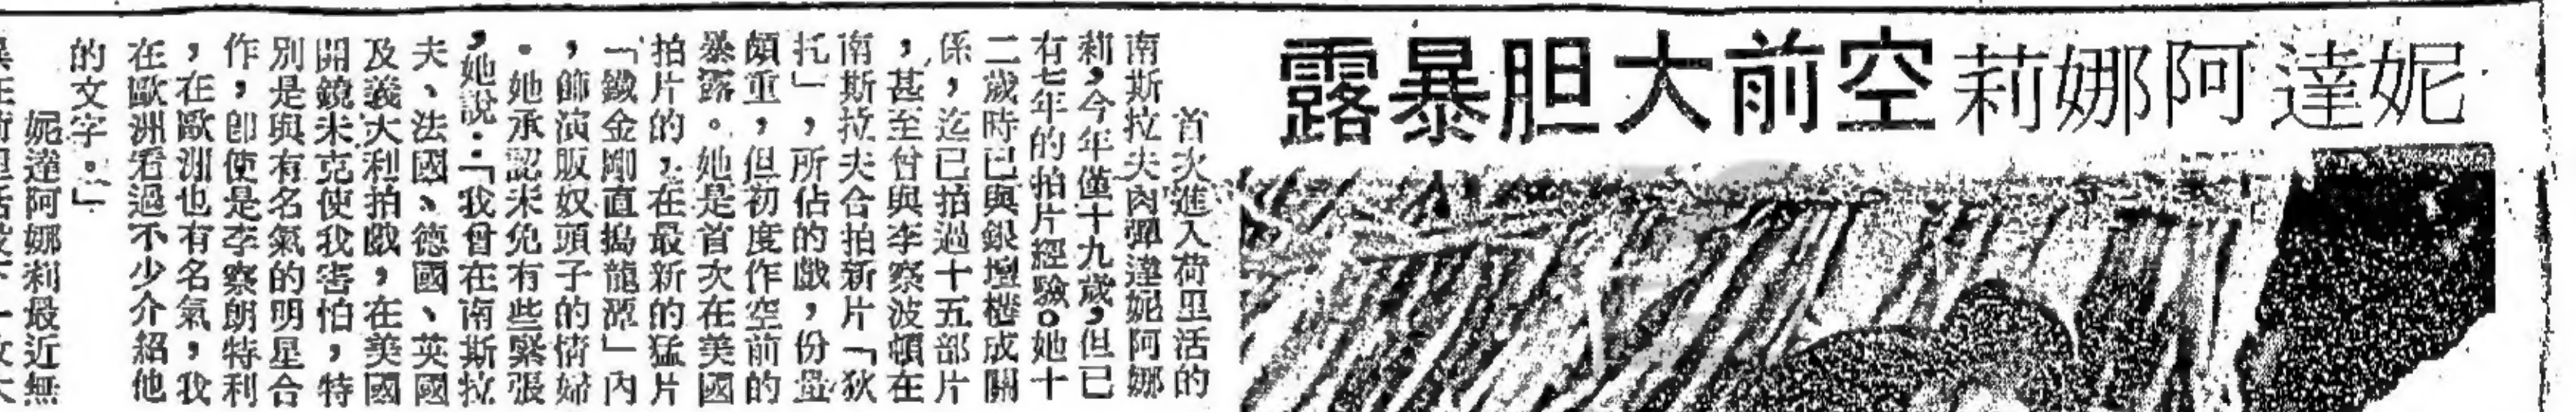 妮達阿娜莉空前大胆暴露
首次進入荷里活的
南斯拉夫肉彈達妮阿娜
莉，今年僅十九歲，但已
有七年的拍片經驗。她十
二歲時已與銀壇樓成關
係，迄已拍過十五部片
，甚至曾與李察波頓在
南斯拉夫合拍新片「狄
托」，所佔的戲，份量
頗重，但初度作空前的
暴露。她是首次在美國
拍片的，在最新的猛片
「鐵金剛直搗龍潭」內
，飾演販奴頭子的情婦
。她承認未免有些緊張
，她說：「我曾在南斯拉
夫、法國、德國、英國
及義大利拍戲，在美國
開鏡未克使我害怕，特
別是與有名氣的明星合
作，即使是李察朗特利
，在歐洲也有名氣，我
在歐洲看過不少介紹他
的文字。」
妮達阿娜莉最近無